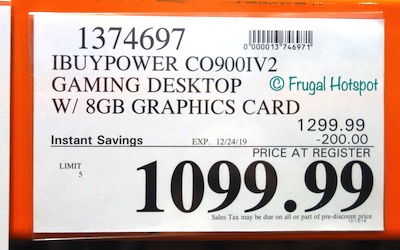 1374697
0000013 746971
IBUYPOWER CO900IV2
GAMING DESKTOP
© Frugal Hotspot
W/ 8GB GRAPHICS CARD
1299.99
Instant Savings EXP. 12/24/19 -200.00
PRICE AT REGISTER
LIMIT
5
1099.99
Sales Tax may be due on all or part of pre-discount price